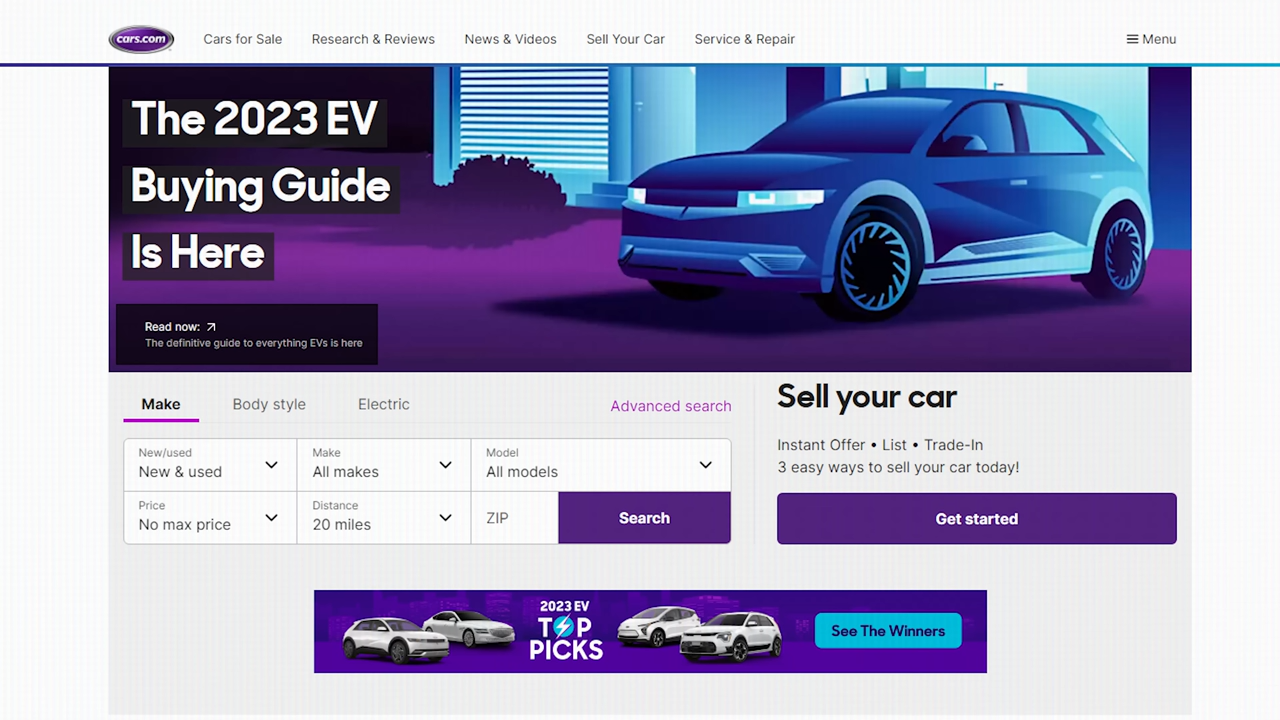 cars.com
Cars for Sale
Research & Reviews
News & Videos
Sell Your Car
Service & Repair
Menu
The 2023 EV
Buying Guide
Is Here
Read now:
The definitive guide to everything EVs is here
Make
Body style
Electric
Advanced search
New/used
New & used
Make
All makes
Model
All models
Price
No max price
Distance
20 miles
ZIP
Search
Sell your car
Instant Offer • List • Trade-In
3 easy ways to sell your car today!
Get started
2023 EV
TOP
PICKS
See The Winners